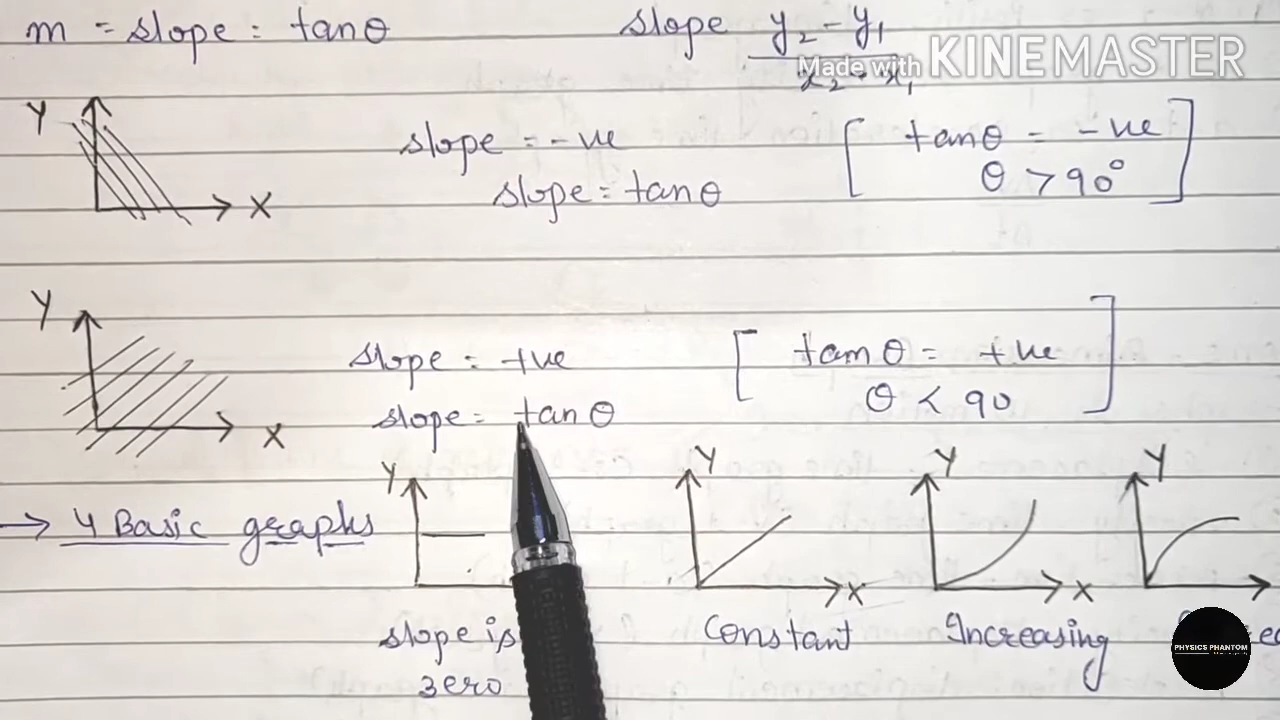 m = slope = tanθ
slope y₂ - y₁
x₂ - x₁
Made with KINEMASTER
Y
X
slope = -ve
slope = tanθ
[ tanθ = -ve
θ > 90° ]
Y
X
slope = +ve
slope = tanθ
[ tanθ = +ve
θ < 90 ]
→ 4 Basic graphs
Y
slope is
zero
Y
X
Constant
Y
X
Increasing
Y
PHYSICS PHANTOM